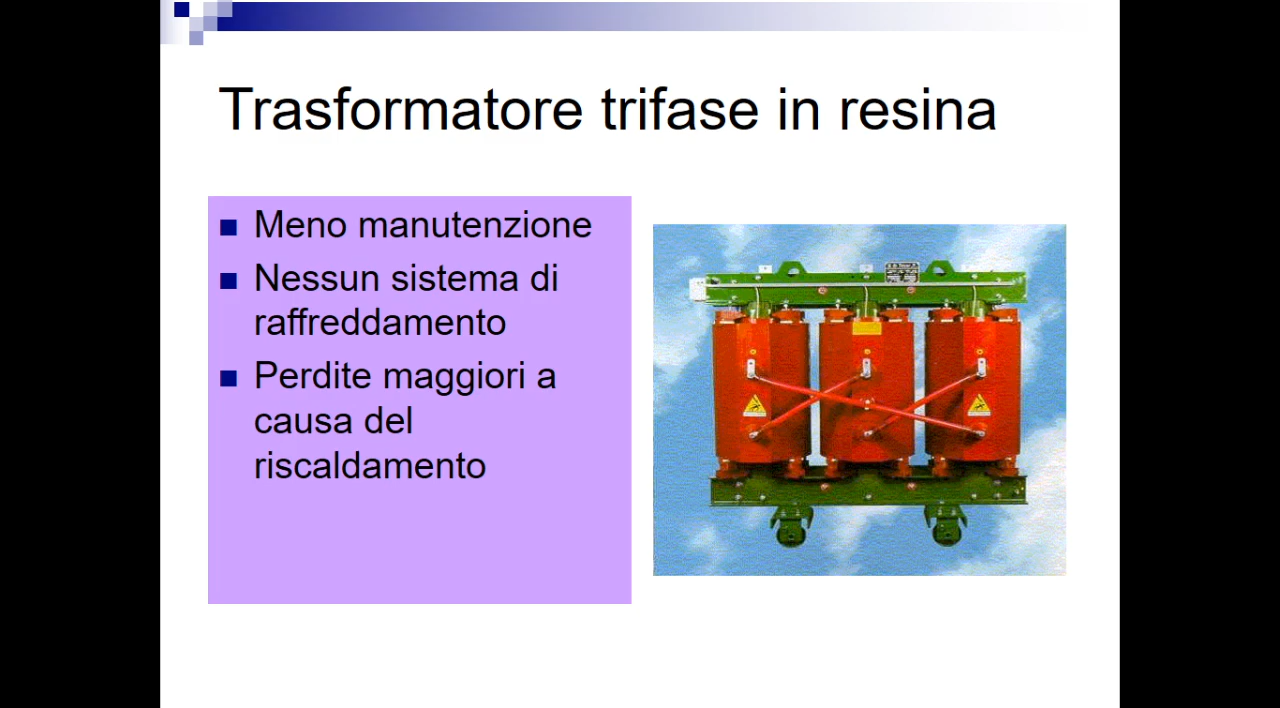 Trasformatore trifase in resina
Meno manutenzione
Nessun sistema di
raffreddamento
Perdite maggiori a
causa del
riscaldamento